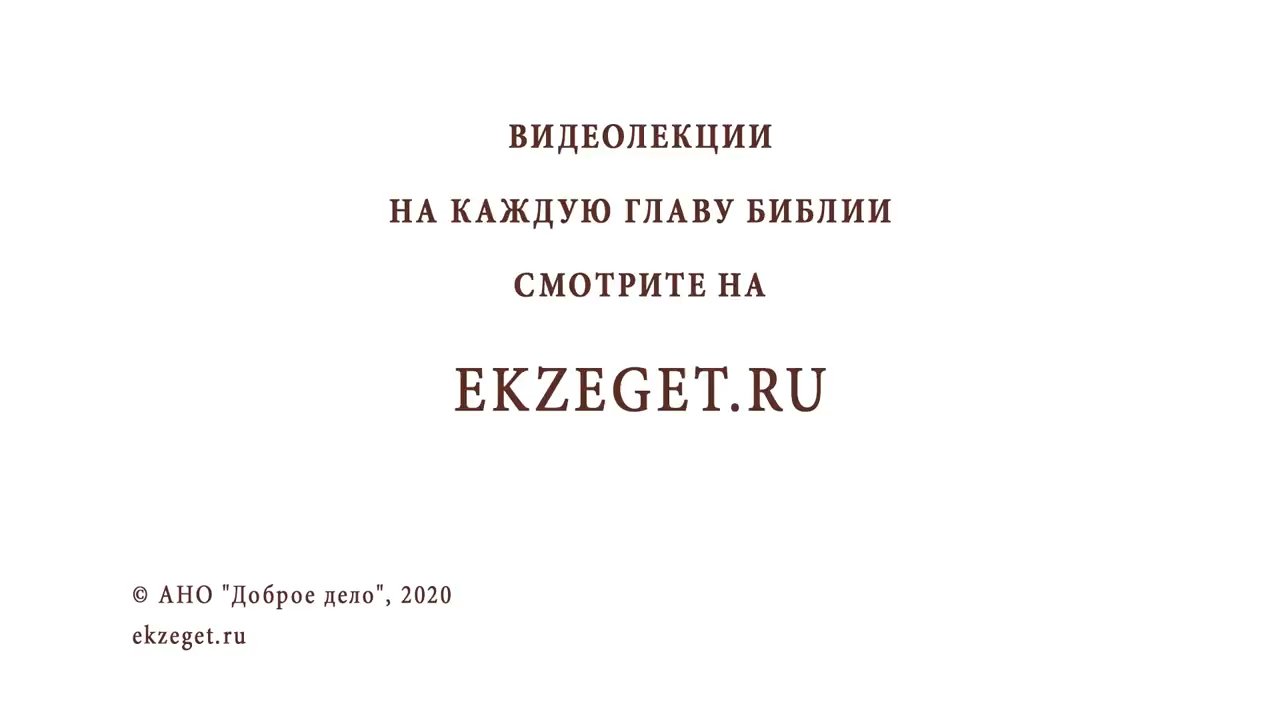 ВИДЕОЛЕКЦИИ
НА КАЖДУЮ ГЛАВУ БИБЛИИ
СМОТРИТЕ НА
EKZEGET.RU
© АНО "Доброе дело", 2020
ekzeget.ru